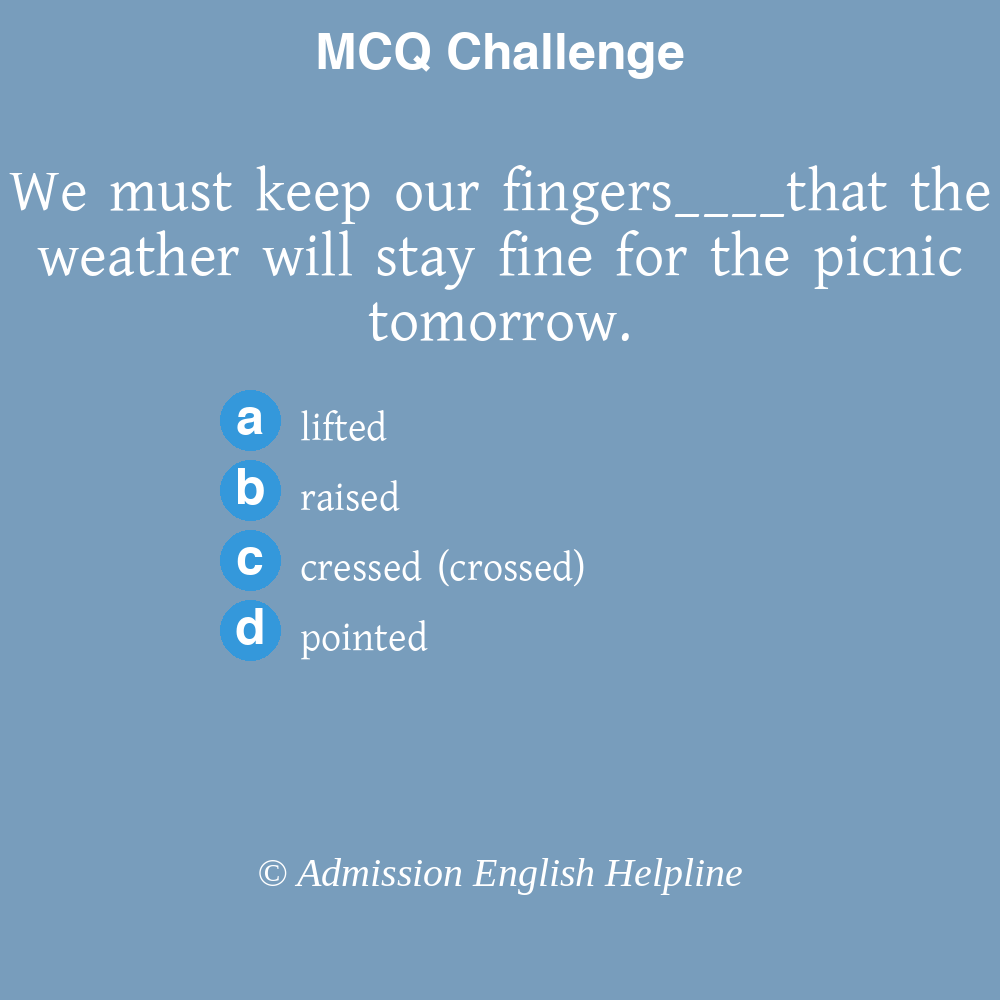 MCQ Challenge
We must keep our fingers____that the
weather will stay fine for the picnic
tomorrow.
a lifted
b raised
c cressed (crossed)
d pointed
© Admission English Helpline